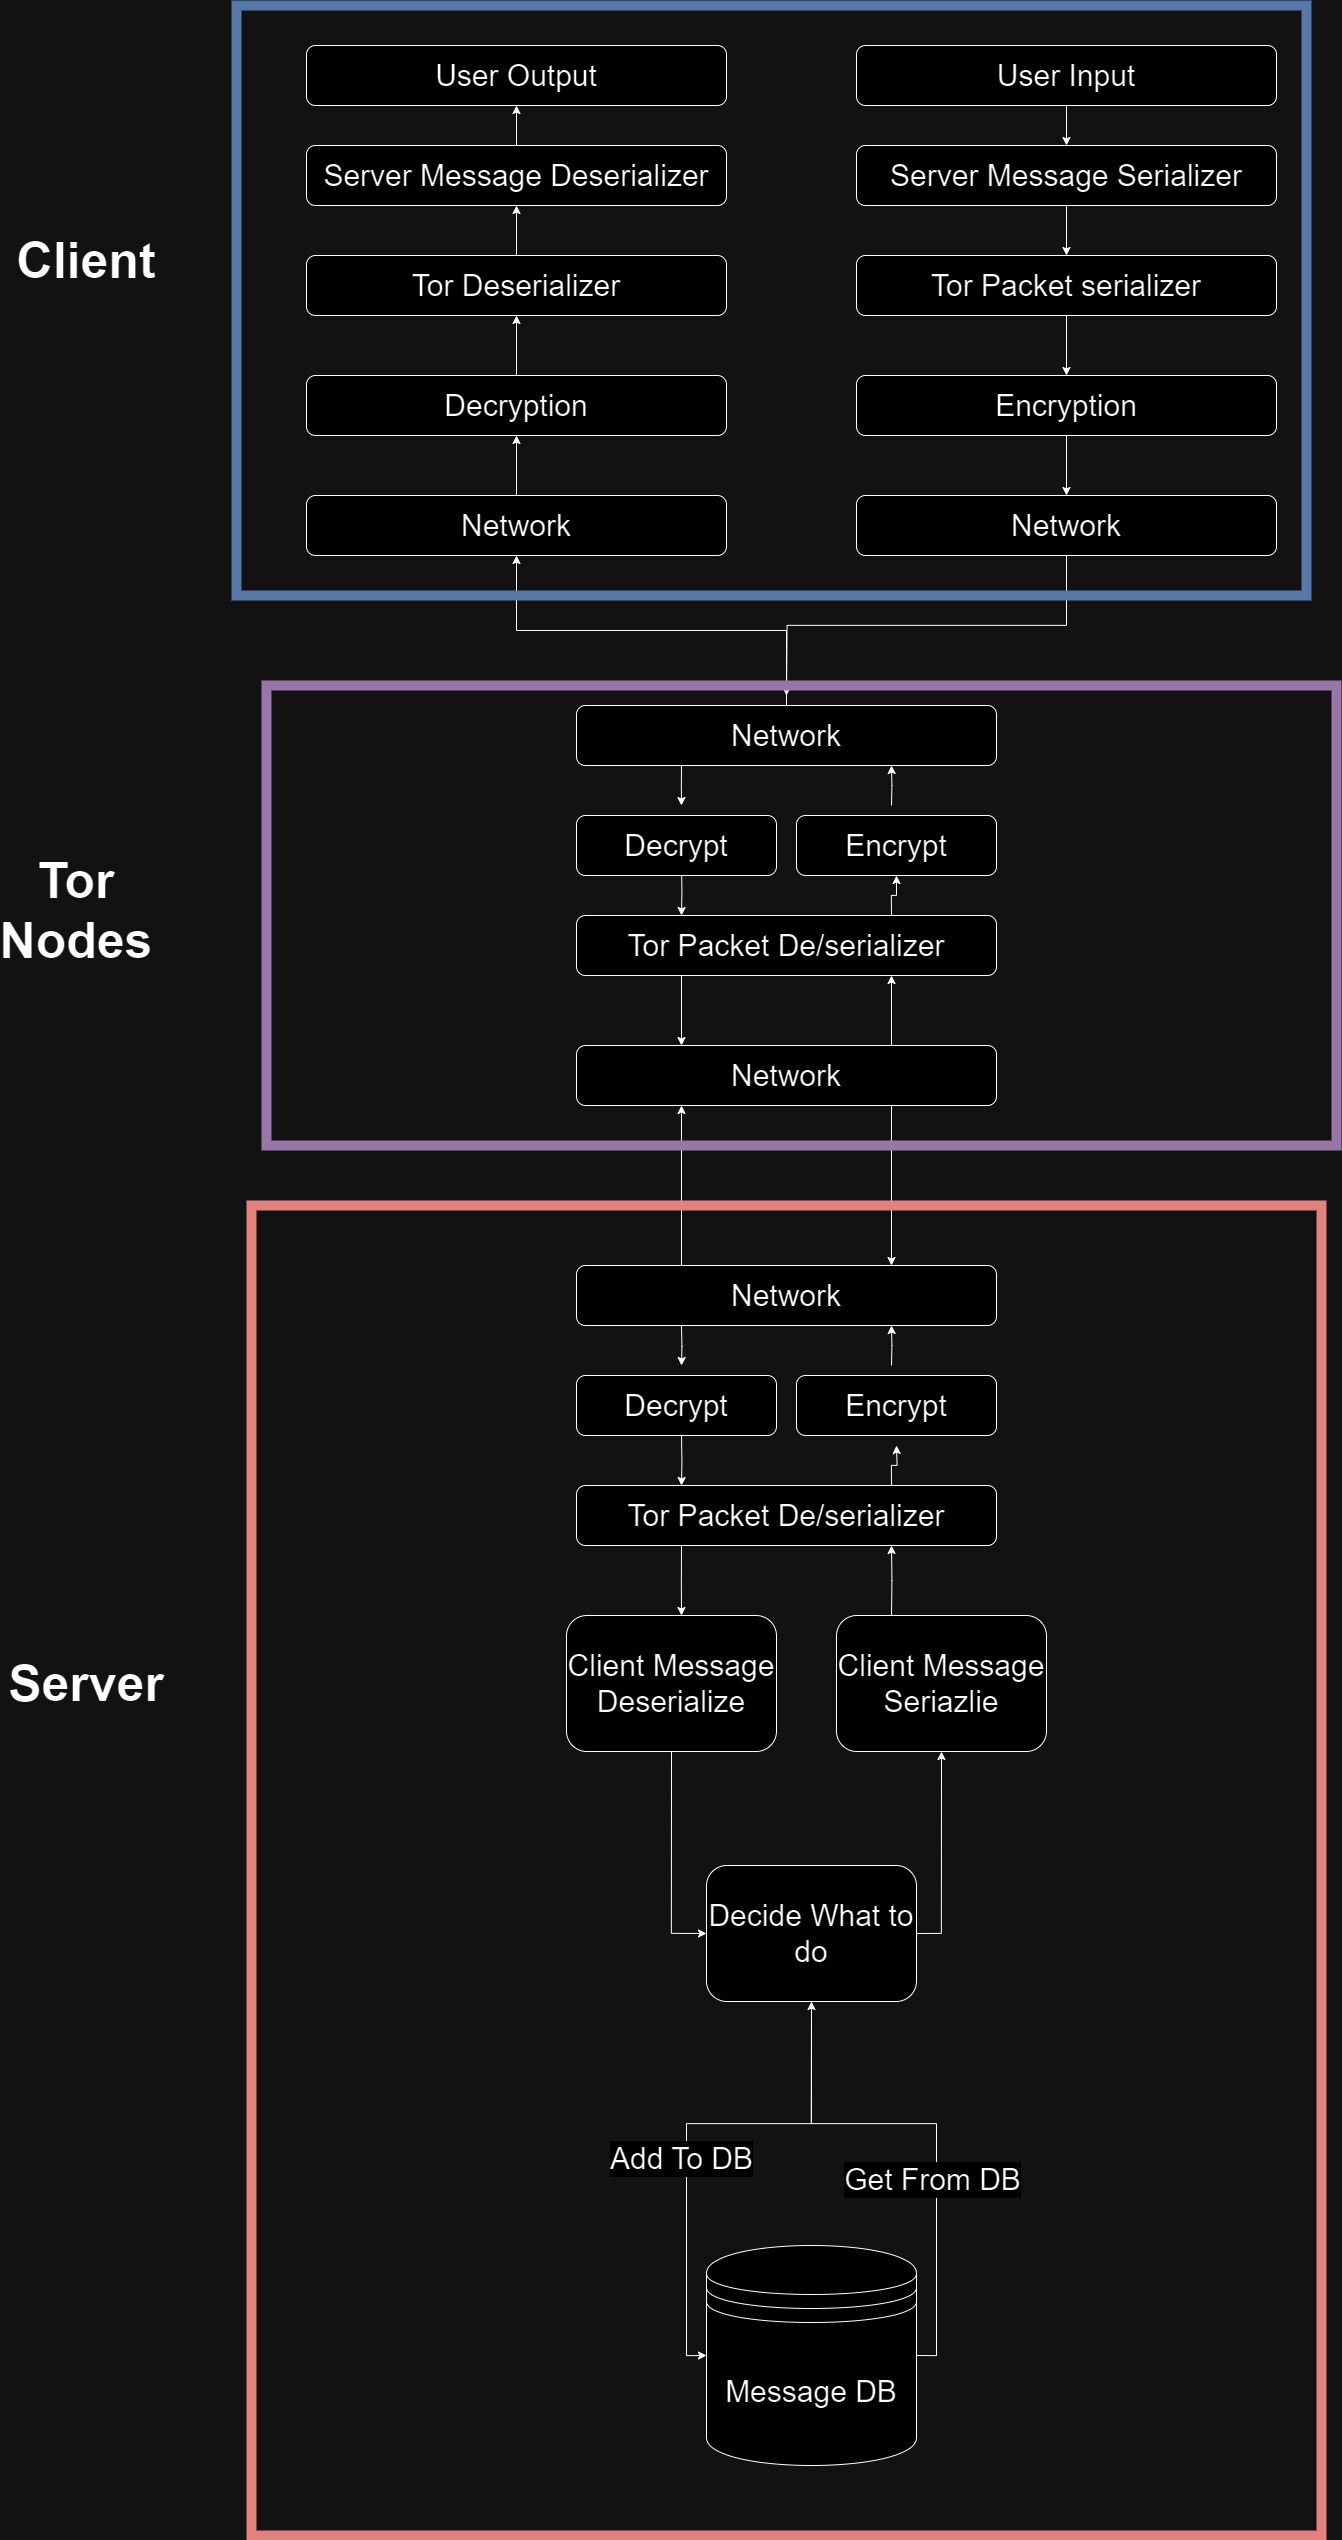 Client
User Output
User Input
Server Message Deserializer
Server Message Serializer
Tor Deserializer
Tor Packet serializer
Decryption
Encryption
Network
Network
Tor
Nodes
Network
Decrypt
Encrypt
Tor Packet De/serializer
Network
Server
Network
Decrypt
Encrypt
Tor Packet De/serializer
Client Message
Deserialize
Client Message
Seriazlie
Decide What to
do
Add To DB
Get From DB
Message DB